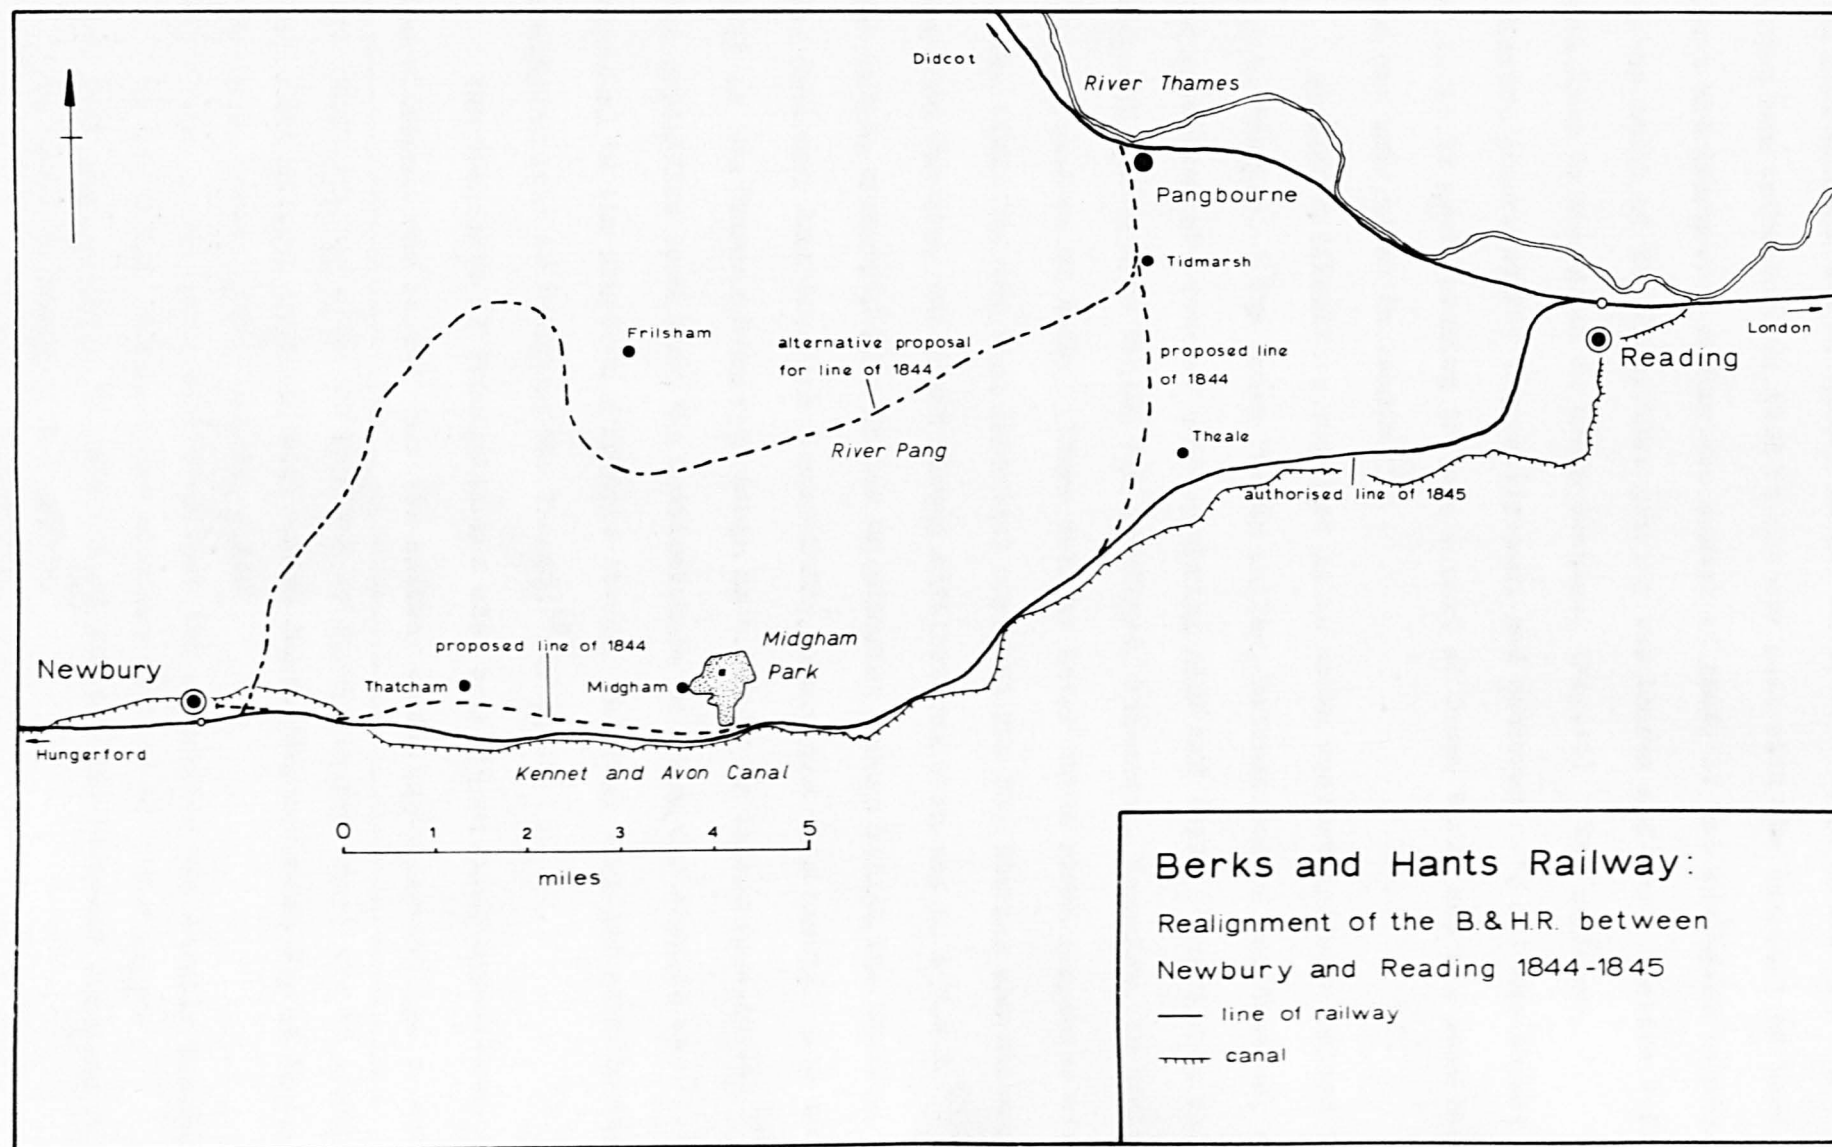 Didcot
River Thames
Pangbourne
Tidmarsh
London
Reading
Frilsham
alternative proposal
for line of 1844
proposed line
of 1844
River Pang
Theale
authorised line of 1845
Newbury
proposed line of 1844
Midgham
Park
Thatcham
Midgham
Hungerford
Kennet and Avon Canal
0 1 2 3 4 5
miles
Berks and Hants Railway:
Realignment of the B.& H.R. between
Newbury and Reading 1844-1845
line of railway
canal